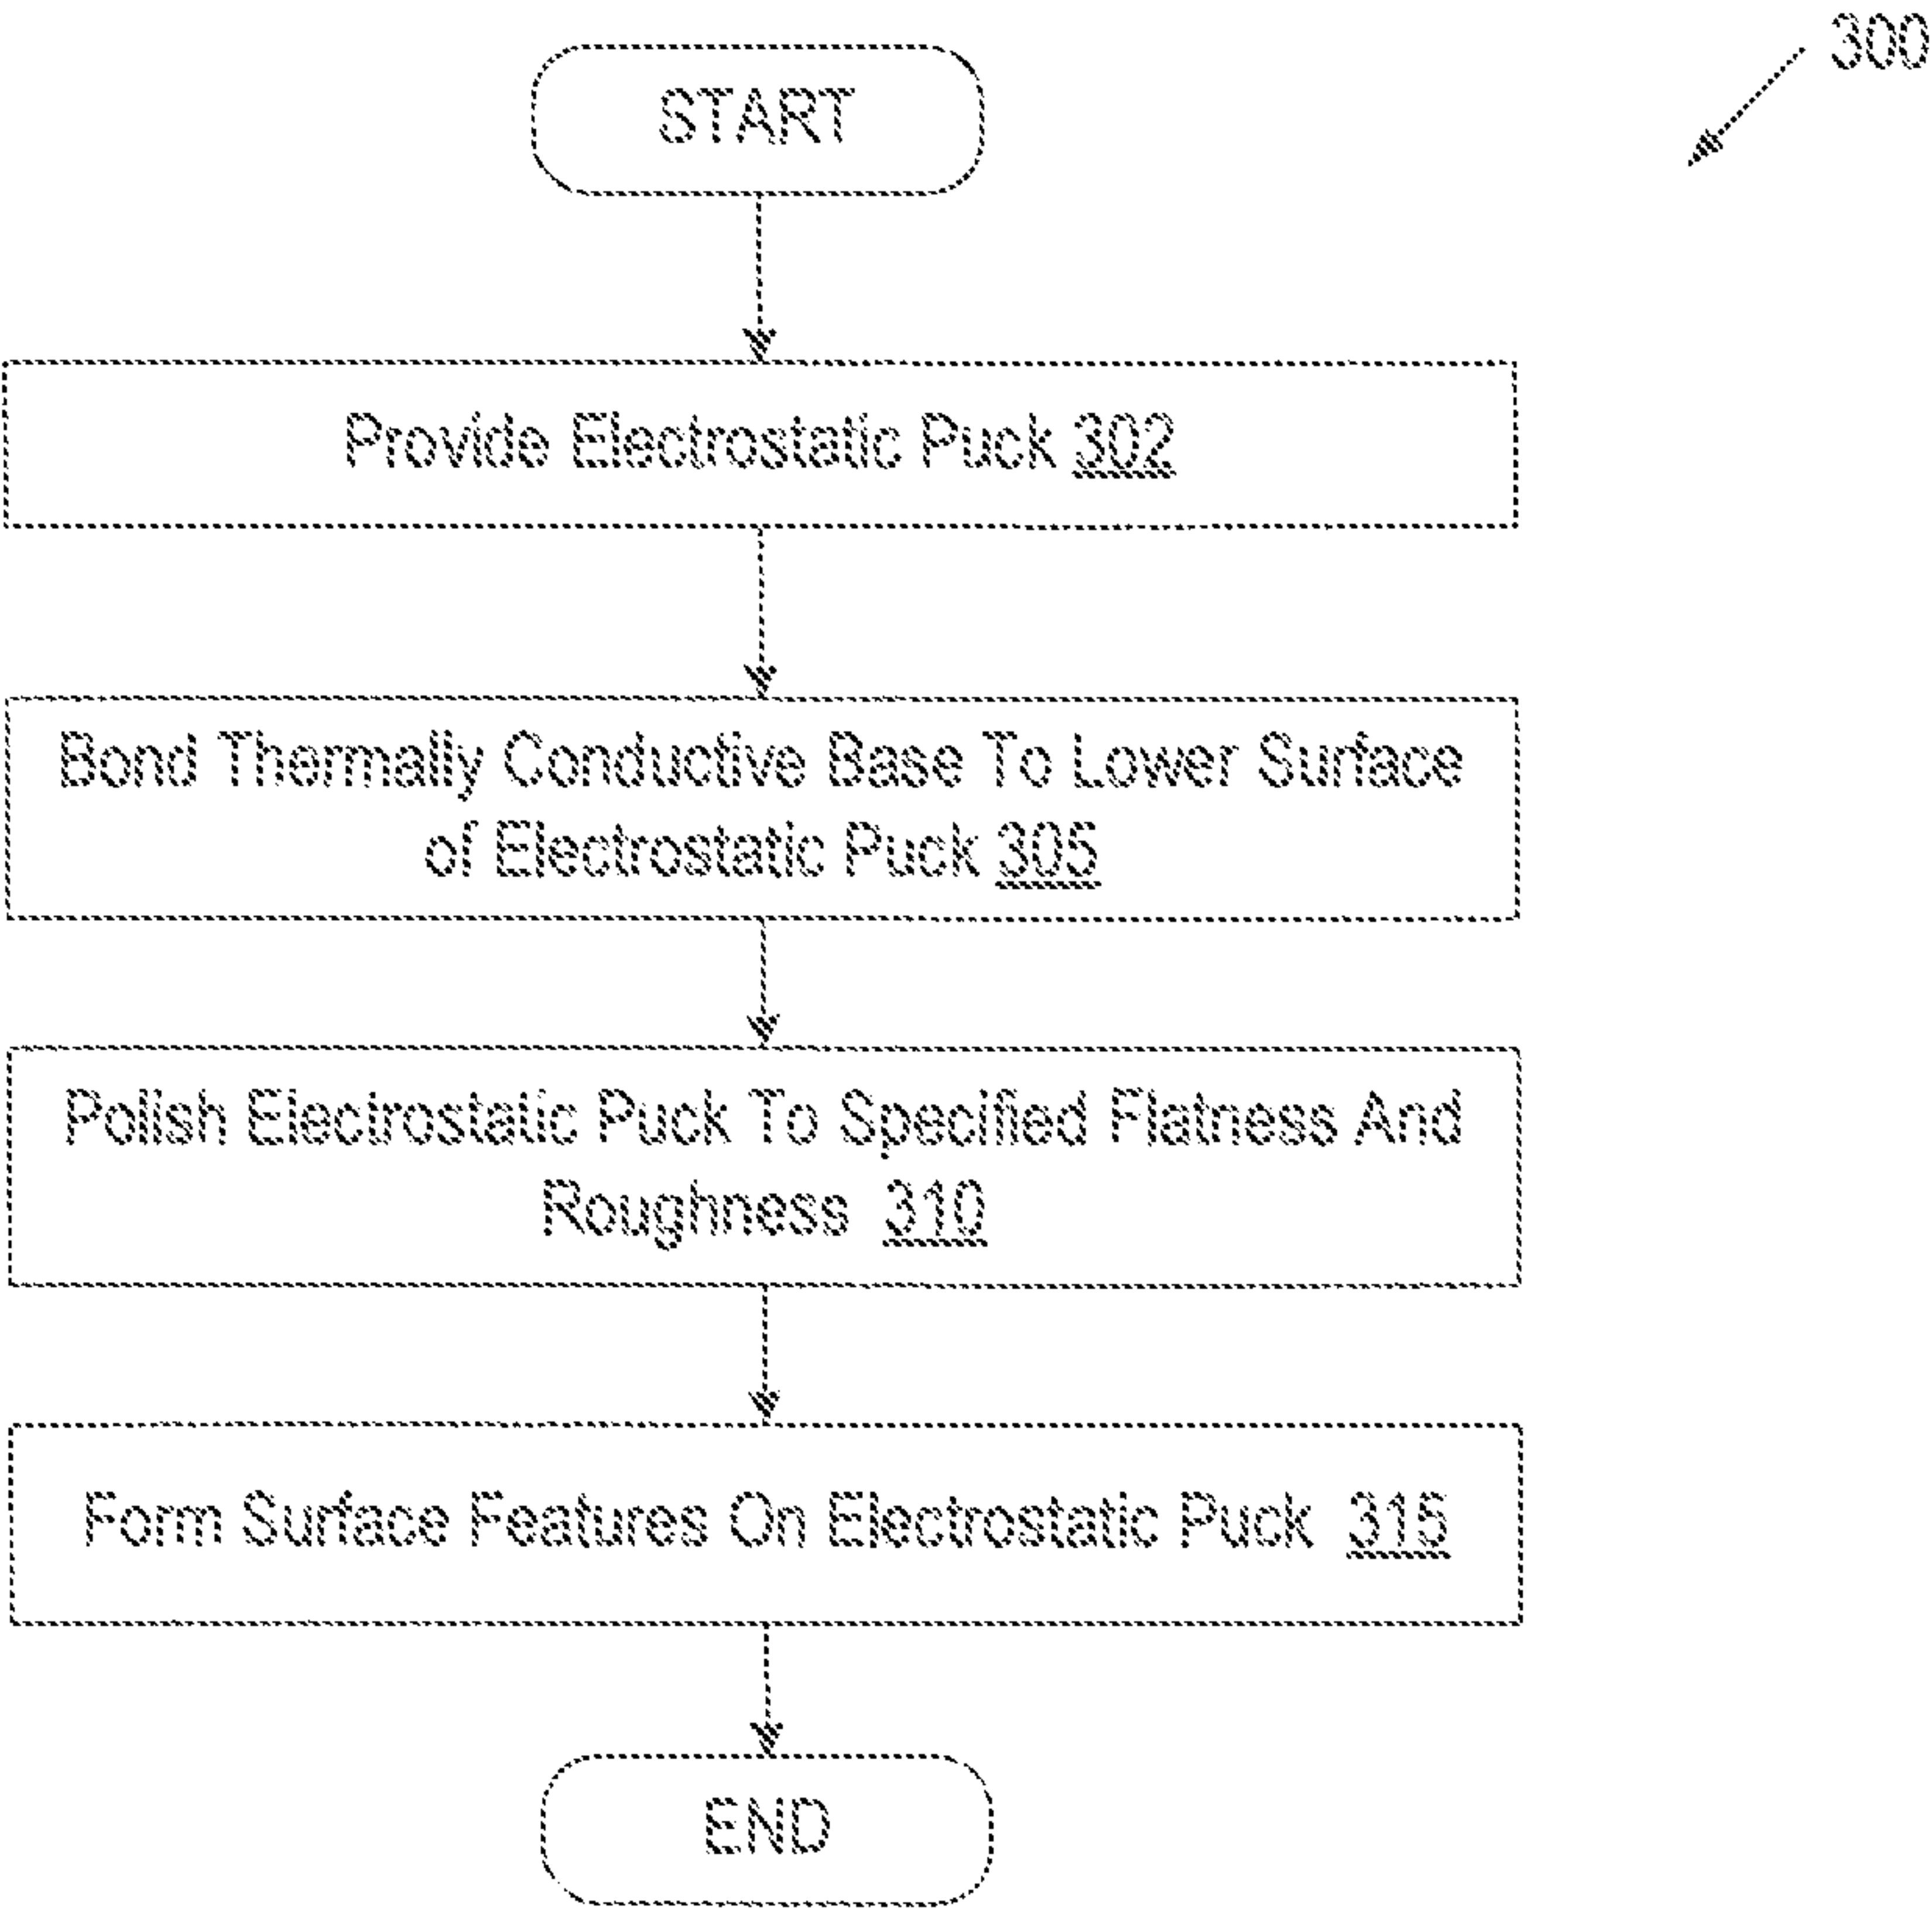 300
START
Provide Electrostatic Puck 302
Bond Thermally Conductive Base To Lower Surface
of Electrostatic Puck 305
Polish Electrostatic Puck To Specified Flatness And
Roughness 310
Form Surface Features On Electrostatic Puck 315
END